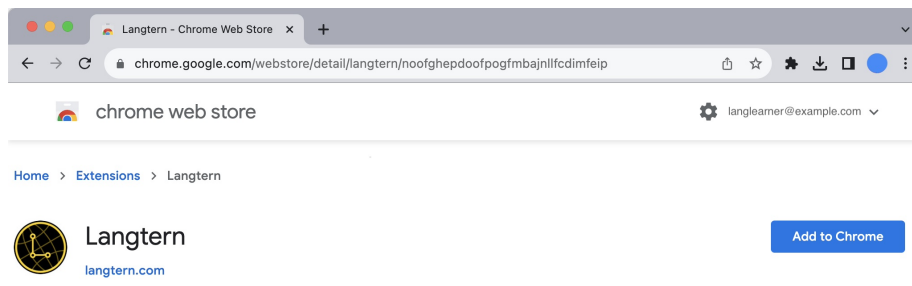 Langtern - Chrome Web Store
chrome.google.com/webstore/detail/langtern/noofghepdoofpogfmbajnllfcdimfeip
chrome web store
langlearner@example.com
Home > Extensions > Langtern
Langtern
Add to Chrome
langtern.com